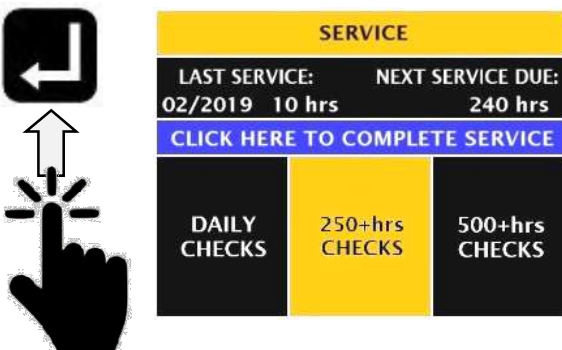 SERVICE
LAST SERVICE: NEXT SERVICE DUE:
02/2019 10 hrs 240 hrs
CLICK HERE TO COMPLETE SERVICE
DAILY CHECKS
250+hrs CHECKS
500+hrs CHECKS